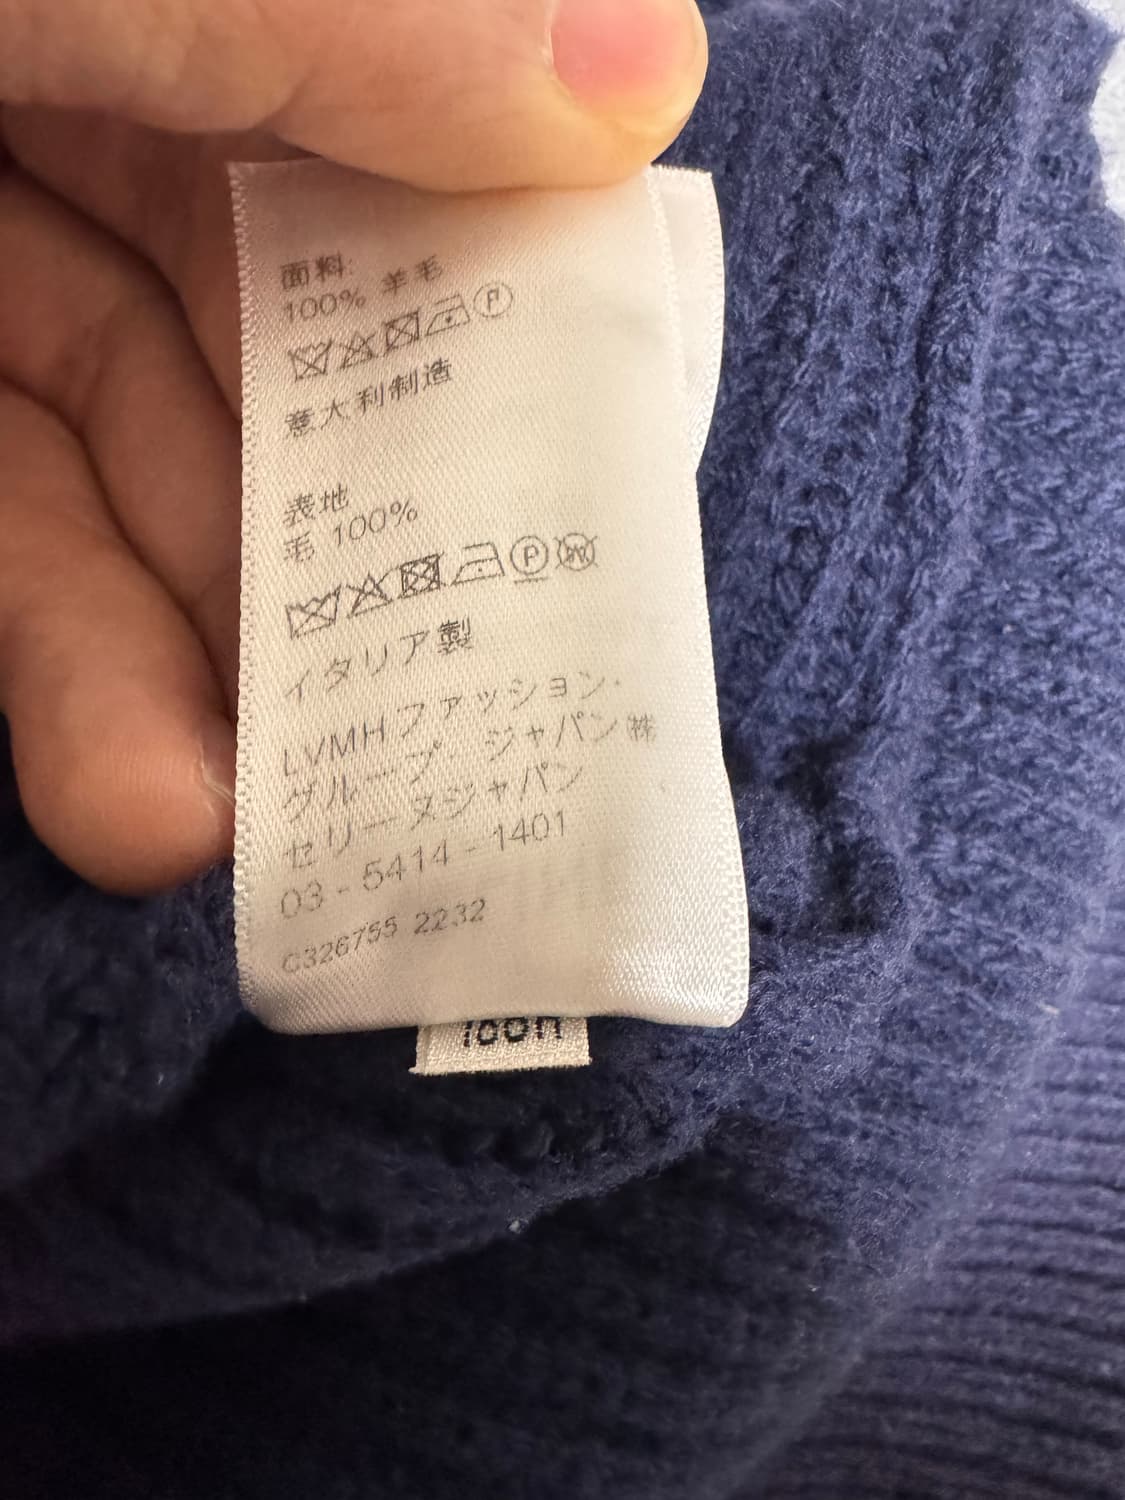 面料:
100% 羊毛
P
意大利制造
表地
毛 100%
P W
イタリア製
LVMHファッション・
グループ・ジャパン㈱
セリーヌジャパン
03 - 5414 - 1401
C326755 2232